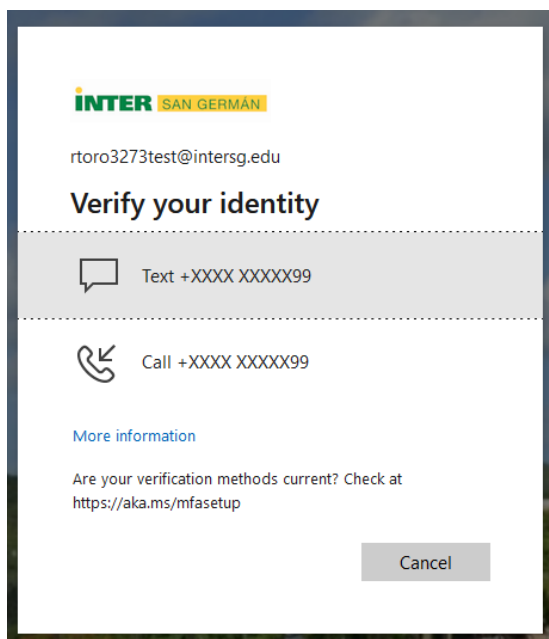 INTER SAN GERMÁN
rtoro3273test@intersg.edu
Verify your identity
Text +XXXX XXXXX99
Call +XXXX XXXXX99
More information
Are your verification methods current? Check at
https://aka.ms/mfasetup
Cancel